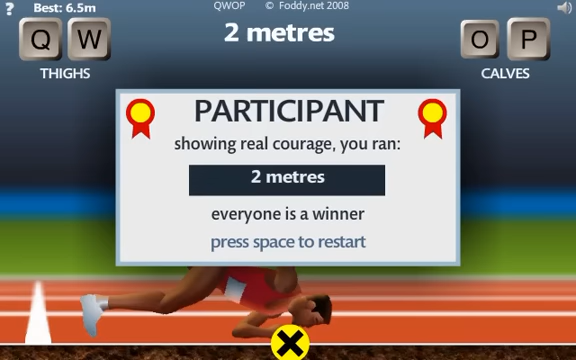 ? Best: 6.5m QWOP © Foddy.net 2008
Q W 2 metres O P
THIGHS CALVES
PARTICIPANT
showing real courage, you ran:
2 metres
everyone is a winner
press space to restart